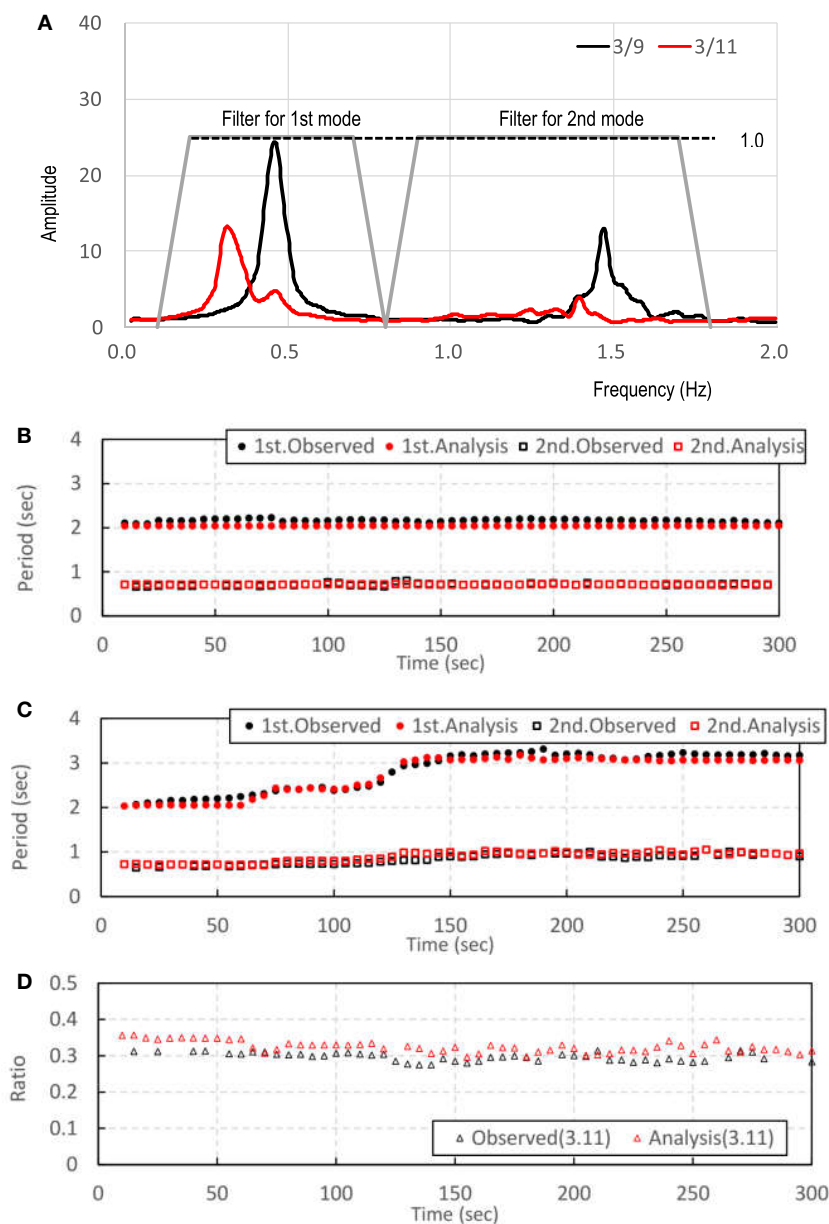 A
40
30
20
10
0
Amplitude
3/9 3/11
Filter for 1st mode Filter for 2nd mode
1.0
0.0 0.5 1.0 1.5 2.0
Frequency (Hz)
B
4
3
2
1
0
Period (sec)
1st.Observed 1st.Analysis 2nd.Observed 2nd.Analysis
0 50 100 150 200 250 300
Time (sec)
C
4
3
2
1
0
Period (sec)
1st.Observed 1st.Analysis 2nd.Observed 2nd.Analysis
0 50 100 150 200 250 300
Time (sec)
D
0.5
0.4
0.3
0.2
0.1
0
Ratio
Observed(3.11) Analysis(3.11)
0 50 100 150 200 250 300
Time (sec)